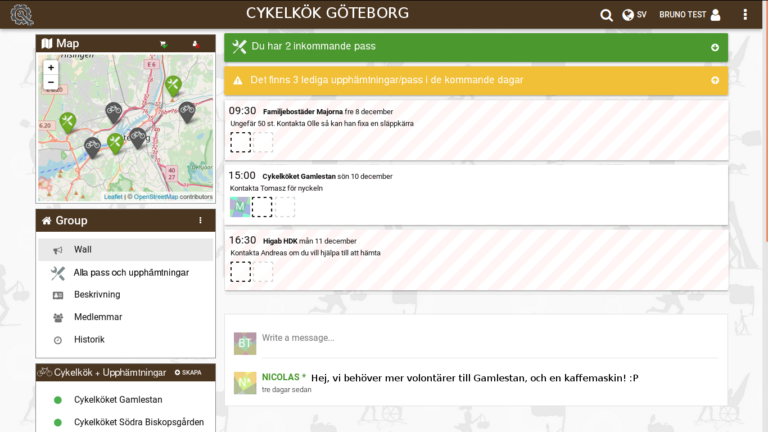 CYKELKÖK GÖTEBORG
SV
BRUNO TEST
Map
+
−
Hisingen
E 6.20
E 6
40
E 6
40 ; 27
Leaflet | © OpenStreetMap contributors
Group
Wall
Alla pass och upphämtningar
Beskrivning
Medlemmar
Historik
Cykelkök + Upphämtningar
SKAPA
Cykelköket Gamlestan
Cykelköket Södra Biskopsgården
Du har 2 inkommande pass
Det finns 3 lediga upphämtningar/pass i de kommande dagar
09:30 Familjebostäder Majorna fre 8 december
Ungefär 50 st. Kontakta Olle så kan han fixa en släppkärra
15:00 Cykelköket Gamlestan sön 10 december
Kontakta Tomasz för nyckeln
M
16:30 Higab HDK mån 11 december
Kontakta Andreas om du vill hjälpa till att hämta
BT
Write a message...
N*
NICOLAS * Hej, vi behöver mer volontärer till Gamlestan, och en kaffemaskin! :P
tre dagar sedan